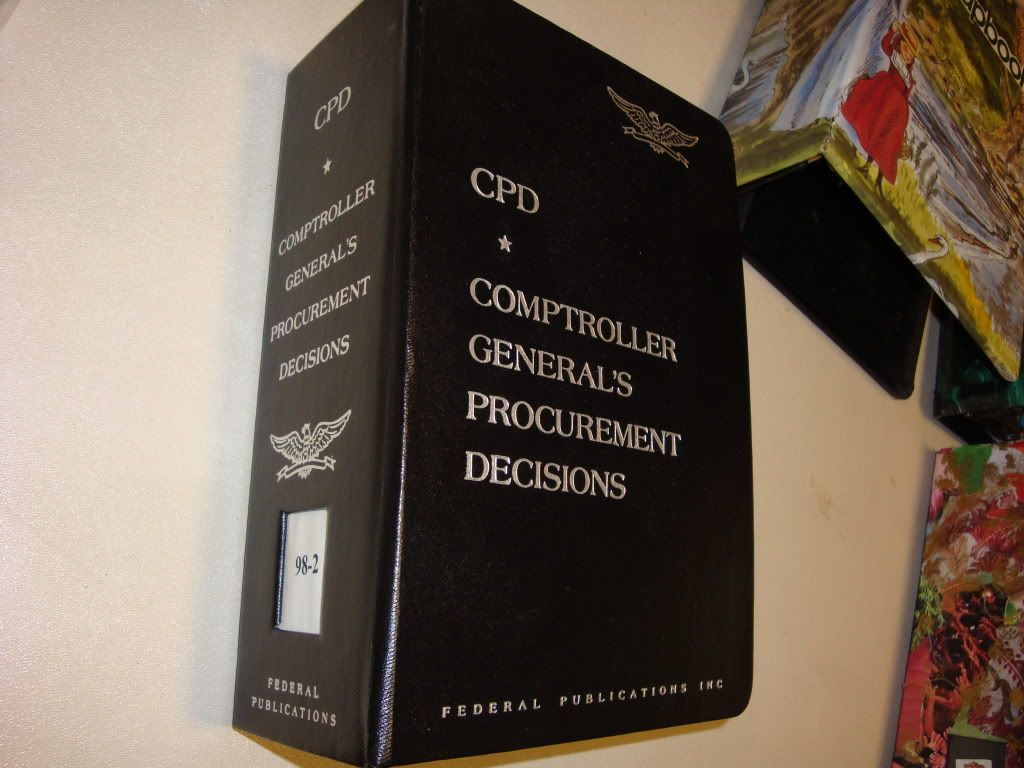 CPD
COMPTROLLER
GENERAL'S
PROCUREMENT
DECISIONS
98-2
FEDERAL
PUBLICATIONS
CPD
COMPTROLLER
GENERAL'S
PROCUREMENT
DECISIONS
FEDERAL PUBLICATIONS INC